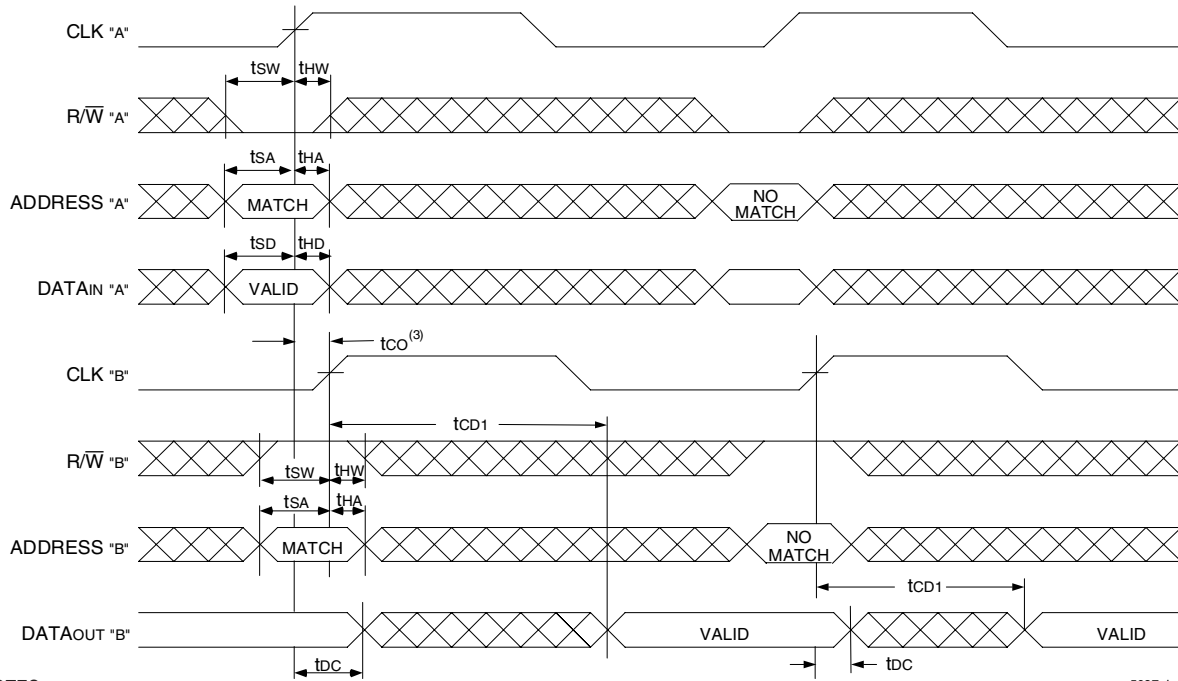 CLK "A"
tSW tHW
R/W̅ "A"
tSA tHA
ADDRESS "A" MATCH NO MATCH
tSD tHD
DATAIN "A" VALID
tCO(3)
CLK "B"
tCD1
R/W̅ "B"
tSW tHW
tSA tHA
ADDRESS "B" MATCH NO MATCH
tCD1
DATAOUT "B" VALID VALID
tDC tDC